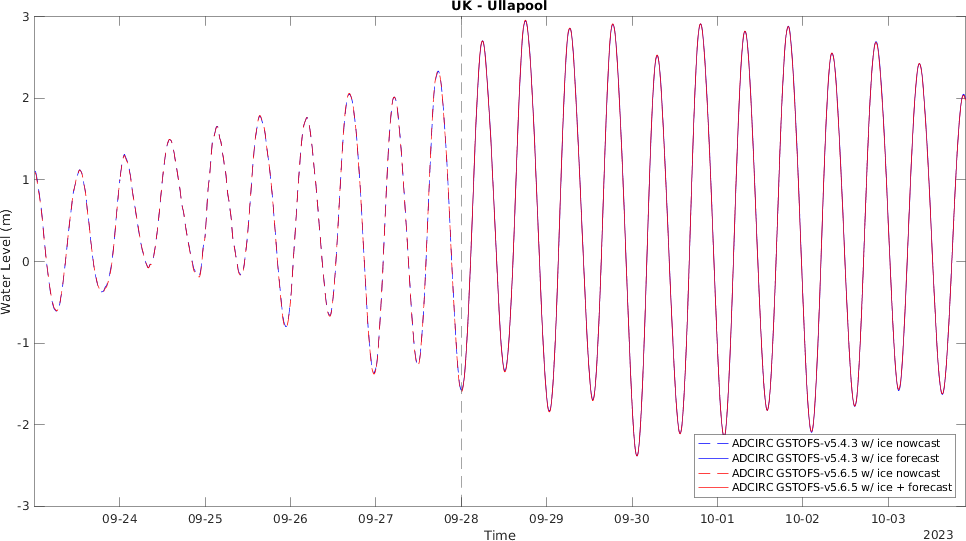 UK - Ullapool
3
2
1
0
-1
-2
-3
Water Level (m)
ADCIRC GSTOFS-v5.4.3 w/ ice nowcast
ADCIRC GSTOFS-v5.4.3 w/ ice forecast
ADCIRC GSTOFS-v5.6.5 w/ ice nowcast
ADCIRC GSTOFS-v5.6.5 w/ ice + forecast
09-24 09-25 09-26 09-27 09-28 09-29 09-30 10-01 10-02 10-03
Time
2023